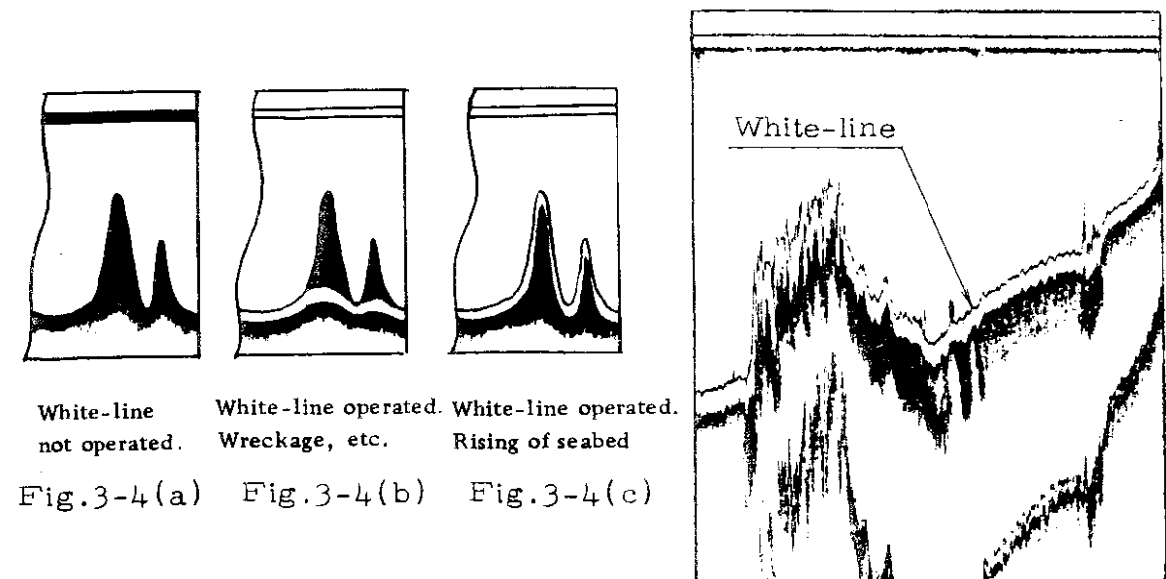 White-line
White-line
not operated.
Fig.3-4(a)
White-line operated.
Wreckage, etc.
Fig.3-4(b)
White-line operated.
Rising of seabed
Fig.3-4(c)